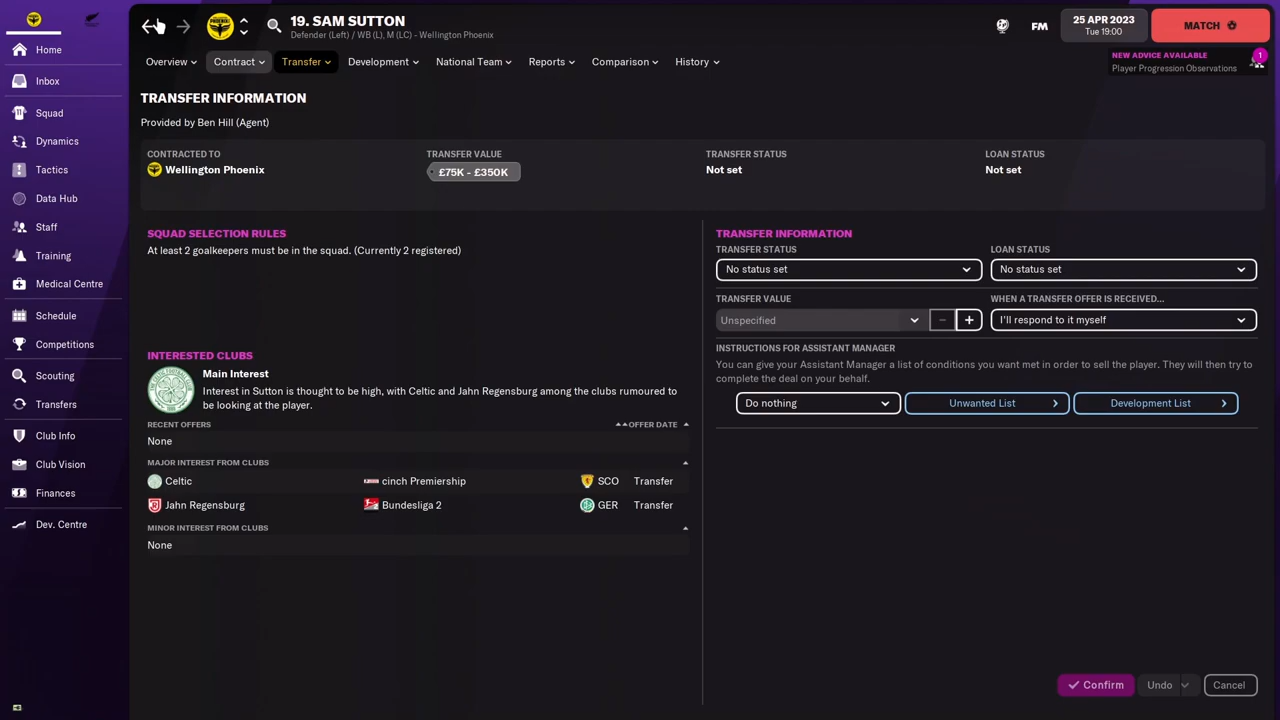 19. SAM SUTTON
Defender (Left) / WB (L), M (LC) - Wellington Phoenix
FM
25 APR 2023
Tue 19:00
MATCH
Home
Inbox
Squad
Dynamics
Tactics
Data Hub
Staff
Training
Medical Centre
Schedule
Competitions
Scouting
Transfers
Club Info
Club Vision
Finances
Dev. Centre
Overview
Contract
Transfer
Development
National Team
Reports
Comparison
History
NEW ADVICE AVAILABLE
Player Progression Observations
1
TRANSFER INFORMATION
Provided by Ben Hill (Agent)
CONTRACTED TO
Wellington Phoenix
TRANSFER VALUE
£75K - £350K
TRANSFER STATUS
Not set
LOAN STATUS
Not set
SQUAD SELECTION RULES
At least 2 goalkeepers must be in the squad. (Currently 2 registered)
INTERESTED CLUBS
Main Interest
Interest in Sutton is thought to be high, with Celtic and Jahn Regensburg among the clubs rumoured to
be looking at the player.
RECENT OFFERS
OFFER DATE
None
MAJOR INTEREST FROM CLUBS
Celtic cinch Premiership SCO Transfer
Jahn Regensburg Bundesliga 2 GER Transfer
MINOR INTEREST FROM CLUBS
None
TRANSFER INFORMATION
TRANSFER STATUS
No status set
LOAN STATUS
No status set
TRANSFER VALUE
Unspecified
− +
WHEN A TRANSFER OFFER IS RECEIVED...
I'll respond to it myself
INSTRUCTIONS FOR ASSISTANT MANAGER
You can give your Assistant Manager a list of conditions you want met in order to sell the player. They will then try to
complete the deal on your behalf.
Do nothing
Unwanted List
Development List
Confirm
Undo
Cancel